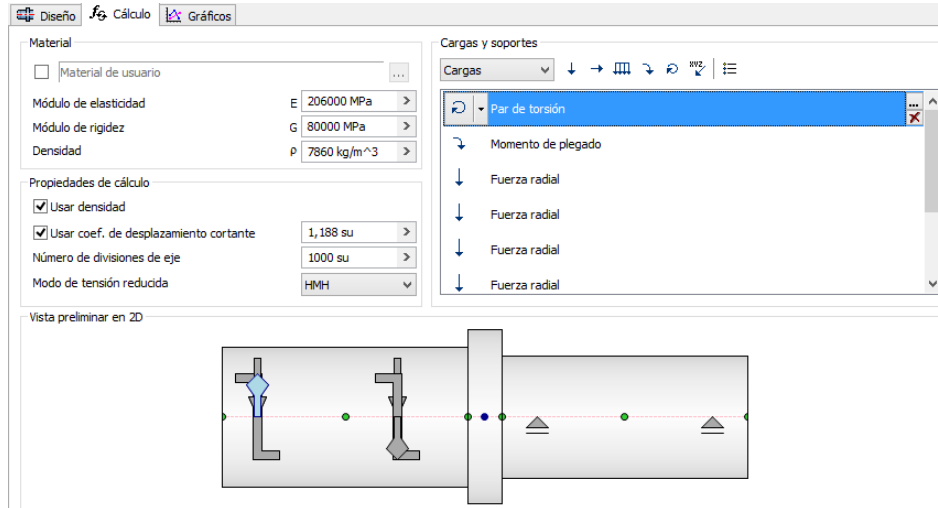 Diseño Cálculo Gráficos
Material
Material de usuario ...
Módulo de elasticidad E 206000 MPa >
Módulo de rigidez G 80000 MPa >
Densidad ρ 7860 kg/m^3 >
Propiedades de cálculo
Usar densidad
Usar coef. de desplazamiento cortante 1,188 su >
Número de divisiones de eje 1000 su >
Modo de tensión reducida HMH
Cargas y soportes
Cargas
Par de torsión ...
Momento de plegado
Fuerza radial
Fuerza radial
Fuerza radial
Fuerza radial
Vista preliminar en 2D